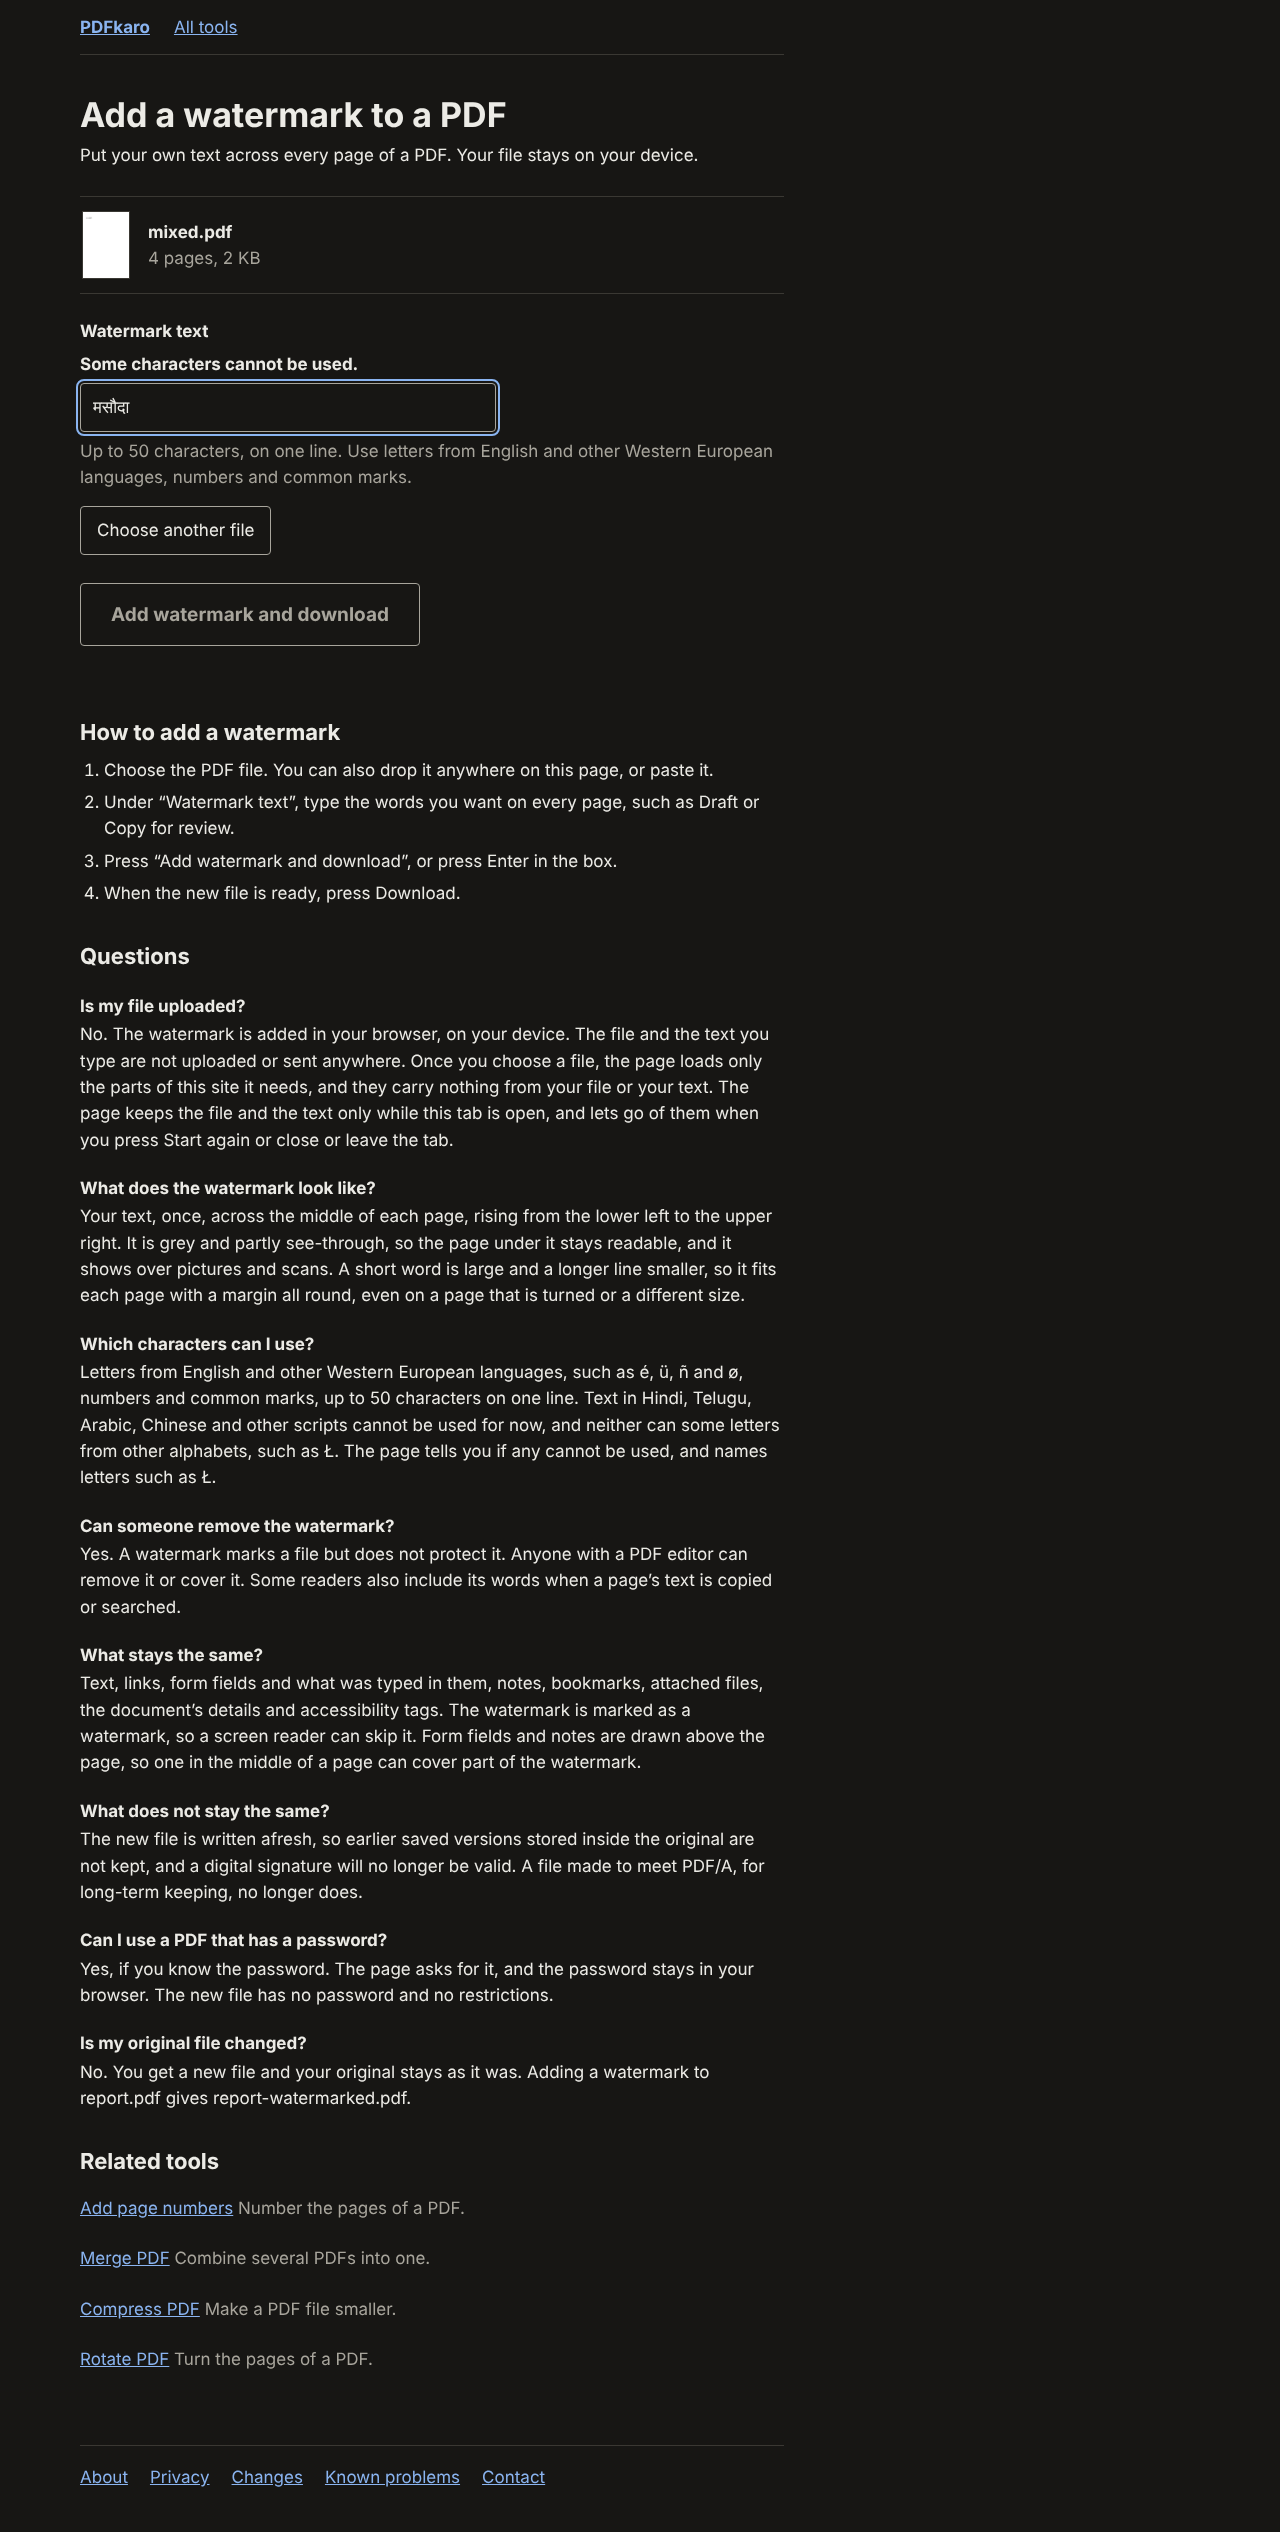 PDFkaro All tools
Add a watermark to a PDF
Put your own text across every page of a PDF. Your file stays on your device.
mixed.pdf
4 pages, 2 KB
Watermark text
Some characters cannot be used.
मसौदा
Up to 50 characters, on one line. Use letters from English and other Western European
languages, numbers and common marks.
Choose another file
Add watermark and download
How to add a watermark
1. Choose the PDF file. You can also drop it anywhere on this page, or paste it.
2. Under “Watermark text”, type the words you want on every page, such as Draft or
Copy for review.
3. Press “Add watermark and download”, or press Enter in the box.
4. When the new file is ready, press Download.
Questions
Is my file uploaded?
No. The watermark is added in your browser, on your device. The file and the text you
type are not uploaded or sent anywhere. Once you choose a file, the page loads only
the parts of this site it needs, and they carry nothing from your file or your text. The
page keeps the file and the text only while this tab is open, and lets go of them when
you press Start again or close or leave the tab.
What does the watermark look like?
Your text, once, across the middle of each page, rising from the lower left to the upper
right. It is grey and partly see-through, so the page under it stays readable, and it
shows over pictures and scans. A short word is large and a longer line smaller, so it fits
each page with a margin all round, even on a page that is turned or a different size.
Which characters can I use?
Letters from English and other Western European languages, such as é, ü, ñ and ø,
numbers and common marks, up to 50 characters on one line. Text in Hindi, Telugu,
Arabic, Chinese and other scripts cannot be used for now, and neither can some letters
from other alphabets, such as Ł. The page tells you if any cannot be used, and names
letters such as Ł.
Can someone remove the watermark?
Yes. A watermark marks a file but does not protect it. Anyone with a PDF editor can
remove it or cover it. Some readers also include its words when a page’s text is copied
or searched.
What stays the same?
Text, links, form fields and what was typed in them, notes, bookmarks, attached files,
the document’s details and accessibility tags. The watermark is marked as a
watermark, so a screen reader can skip it. Form fields and notes are drawn above the
page, so one in the middle of a page can cover part of the watermark.
What does not stay the same?
The new file is written afresh, so earlier saved versions stored inside the original are
not kept, and a digital signature will no longer be valid. A file made to meet PDF/A, for
long-term keeping, no longer does.
Can I use a PDF that has a password?
Yes, if you know the password. The page asks for it, and the password stays in your
browser. The new file has no password and no restrictions.
Is my original file changed?
No. You get a new file and your original stays as it was. Adding a watermark to
report.pdf gives report-watermarked.pdf.
Related tools
Add page numbers Number the pages of a PDF.
Merge PDF Combine several PDFs into one.
Compress PDF Make a PDF file smaller.
Rotate PDF Turn the pages of a PDF.
About Privacy Changes Known problems Contact